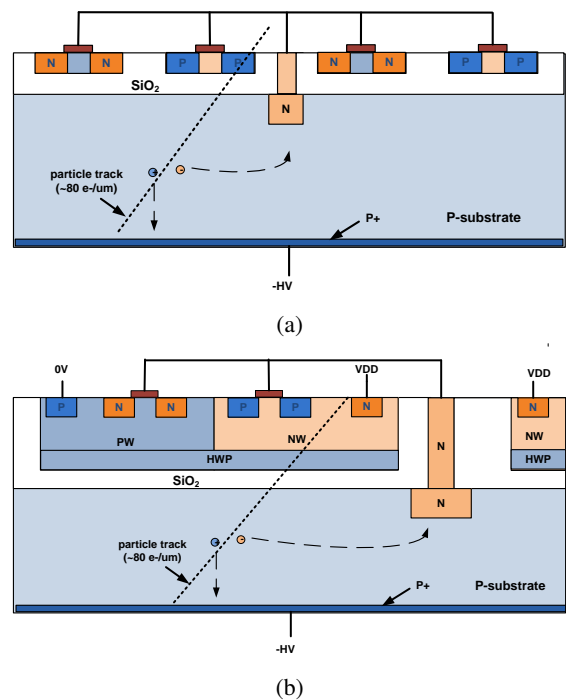 N N P P N N P P
SiO2
N
particle track
(~80 e-/um)
P+ P-substrate
-HV
(a)
0V VDD VDD
P N N P P N N
PW NW N NW
HWP HWP
SiO2
N
particle track
(~80 e-/um)
P+ P-substrate
-HV
(b)